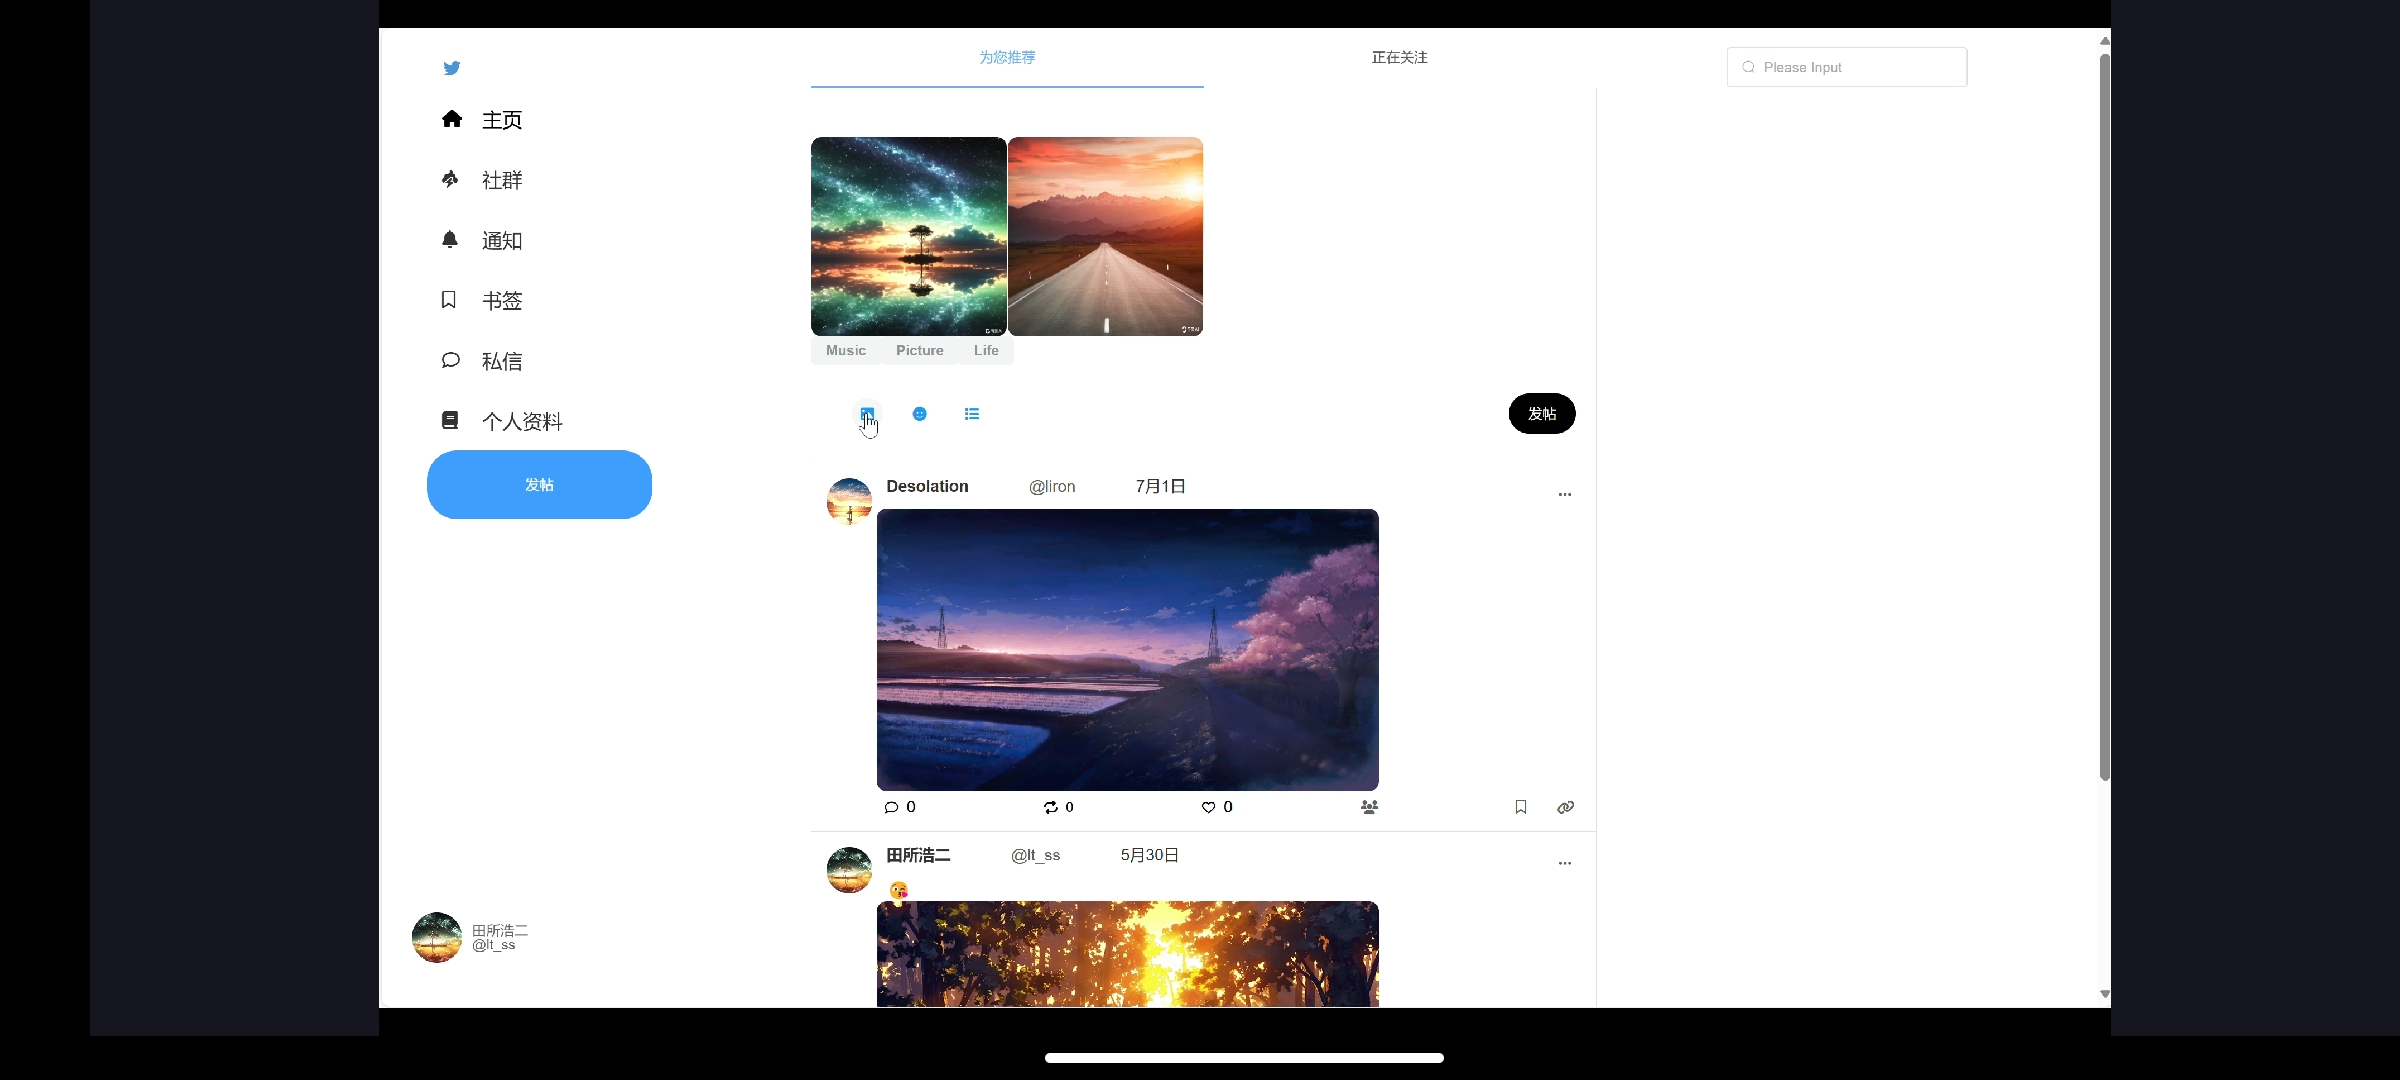 为您推荐
正在关注
Please Input
主页
社群
通知
书签
私信
个人资料
发帖
Music
Picture
Life
发帖
Desolation @liron 7月1日
0
0
0
田所浩二 @lt_ss 5月30日
田所浩二
@lt_ss